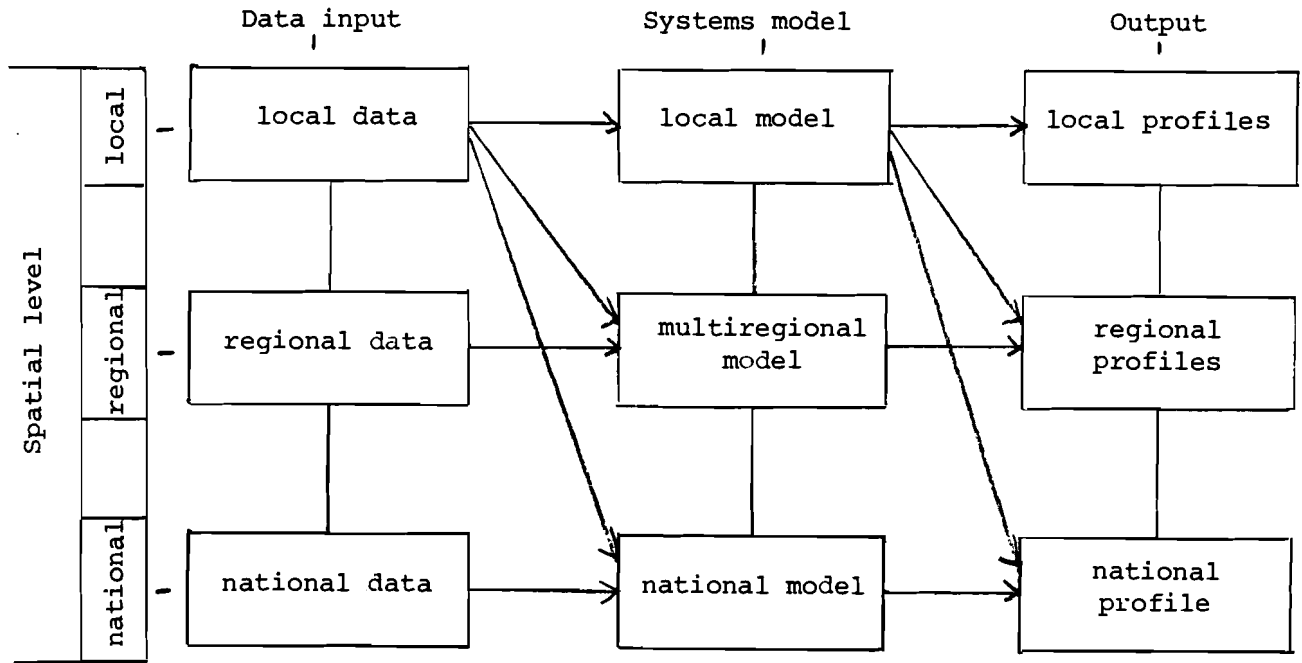 Data input
Systems model
Output
Spatial level
local
local data
local model
local profiles
regional
regional data
multiregional
model
regional
profiles
national
national data
national model
national
profile